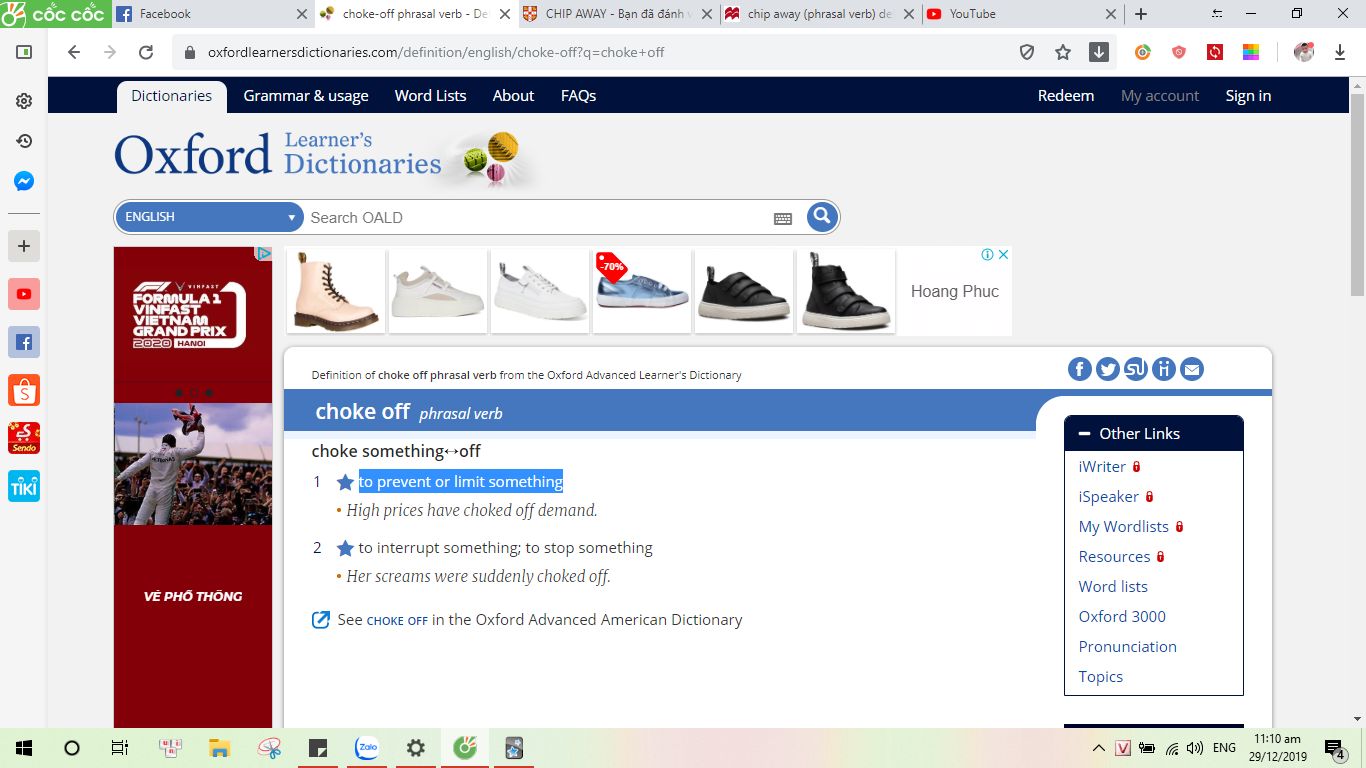 cốc cốc
Facebook
choke-off phrasal verb - De
CHIP AWAY - Bạn đã đánh v
chip away (phrasal verb) de
YouTube
oxfordlearnersdictionaries.com/definition/english/choke-off?q=choke+off
Dictionaries
Grammar & usage
Word Lists
About
FAQs
Redeem
My account
Sign in
Oxford
Learner's
Dictionaries
ENGLISH
Search OALD
VINFAST
FORMULA 1
VINFAST
VIETNAM
GRAND PRIX
2020 HANOI
-70%
Hoang Phuc
Definition of choke off phrasal verb from the Oxford Advanced Learner's Dictionary
choke off phrasal verb
choke something↔off
1 to prevent or limit something
• High prices have choked off demand.
2 to interrupt something; to stop something
• Her screams were suddenly choked off.
See CHOKE OFF in the Oxford Advanced American Dictionary
Other Links
iWriter
iSpeaker
My Wordlists
Resources
Word lists
Oxford 3000
Pronunciation
Topics
VÉ PHỔ THÔNG
Sendo
TIKI
Zalo
V
ENG
11:10 am
29/12/2019
4